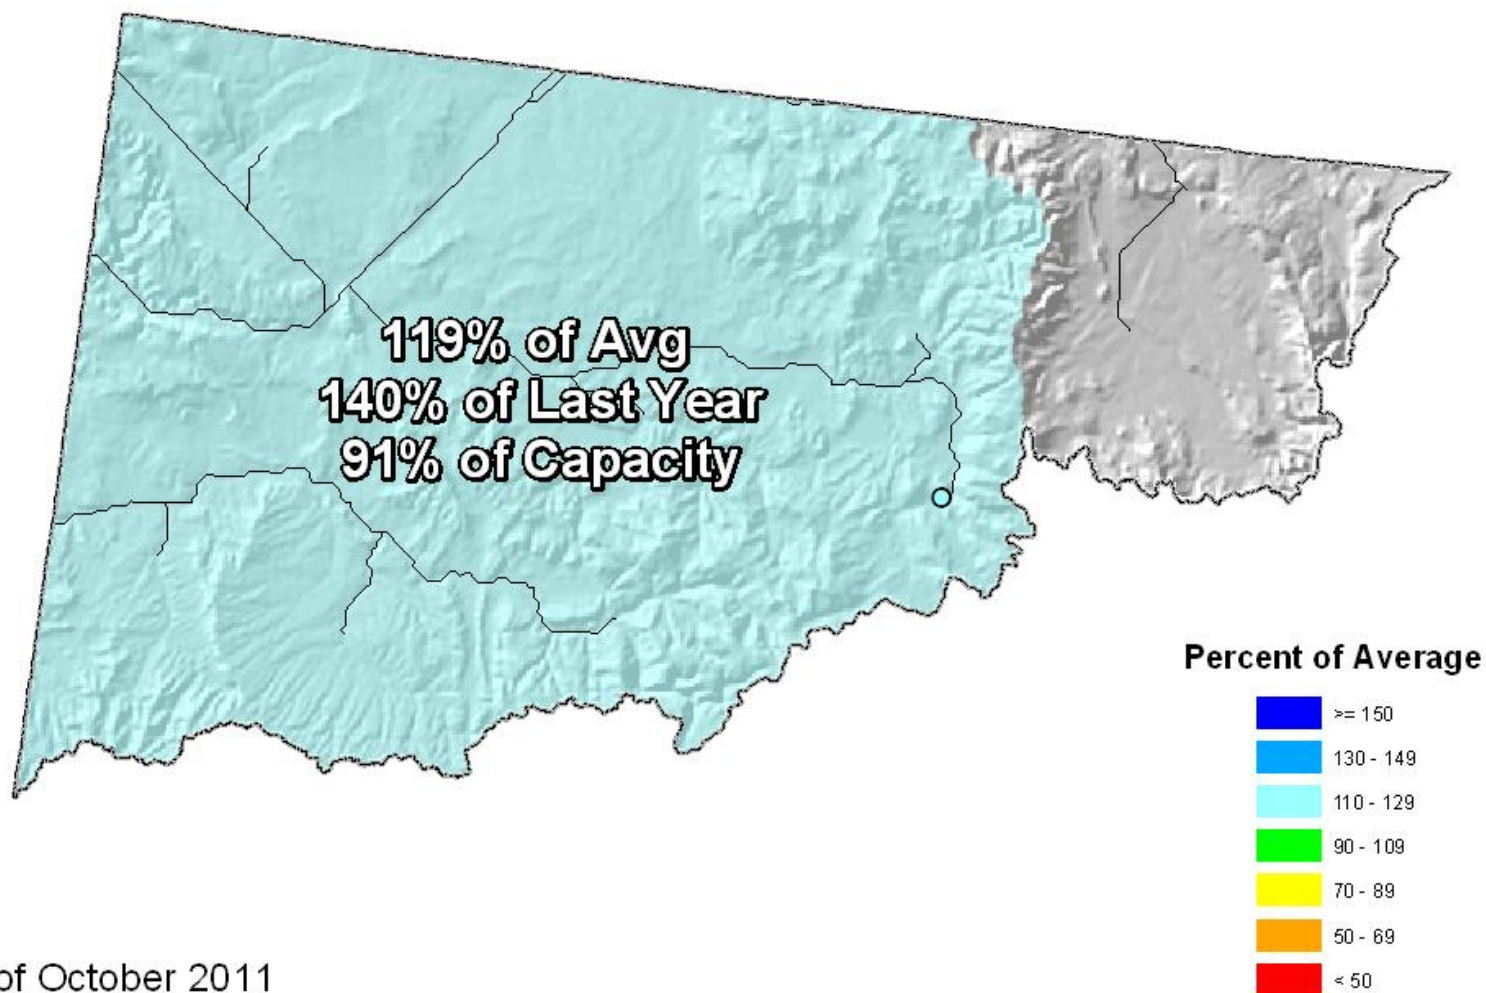 119% of Avg
140% of Last Year
91% of Capacity
Percent of Average
>= 150
130 - 149
110 - 129
90 - 109
70 - 89
50 - 69
< 50
of October 2011